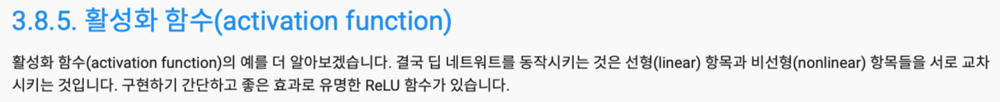 3.8.5. 활성화 함수(activation function)
활성화 함수(activation function)의 예를 더 알아보겠습니다. 결국 딥 네트워트를 동작시키는 것은 선형(linear) 항목과 비선형(nonlinear) 항목들을 서로 교차
시키는 것입니다. 구현하기 간단하고 좋은 효과로 유명한 ReLU 함수가 있습니다.